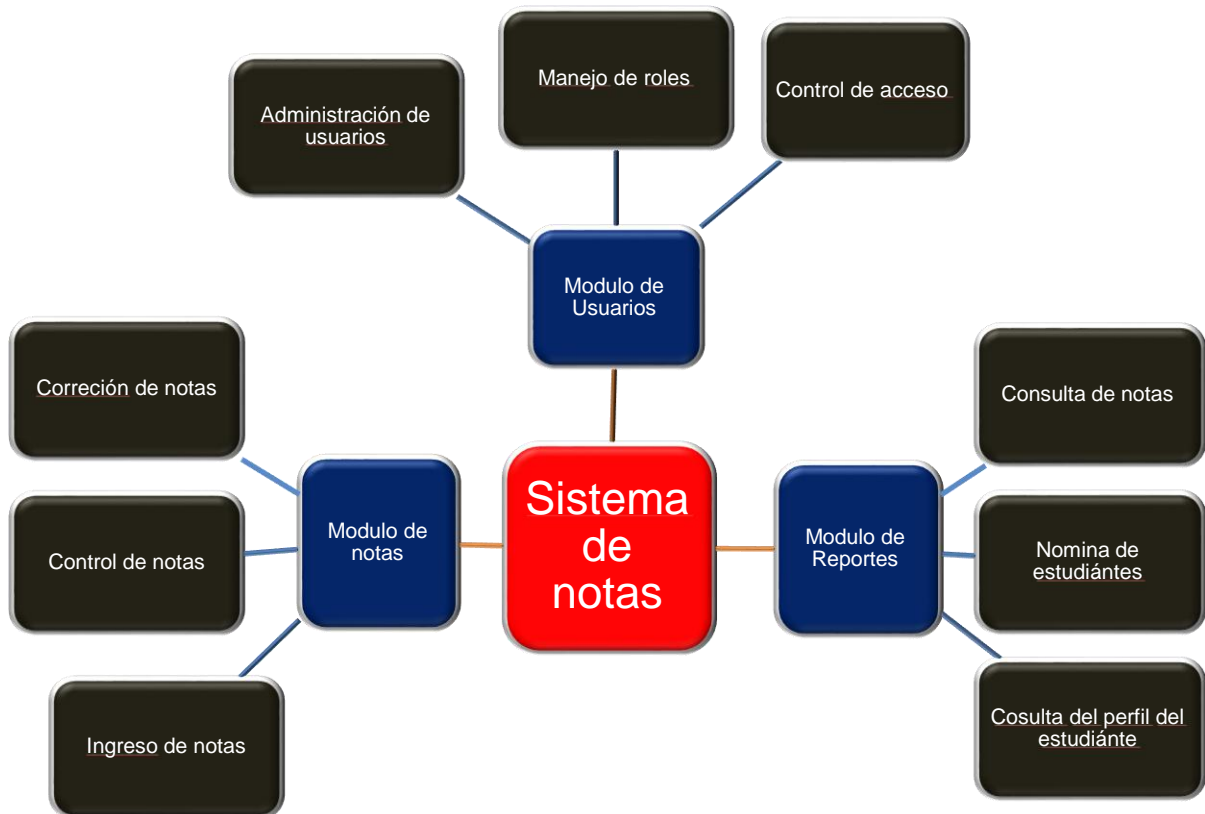 Manejo de roles
Control de acceso
Administración de
usuarios
Modulo de
Usuarios
Correción de notas
Consulta de notas
Sistema
de
notas
Modulo de
notas
Modulo de
Reportes
Control de notas
Nomina de
estudiántes
Ingreso de notas
Cosulta del perfil del
estudiánte